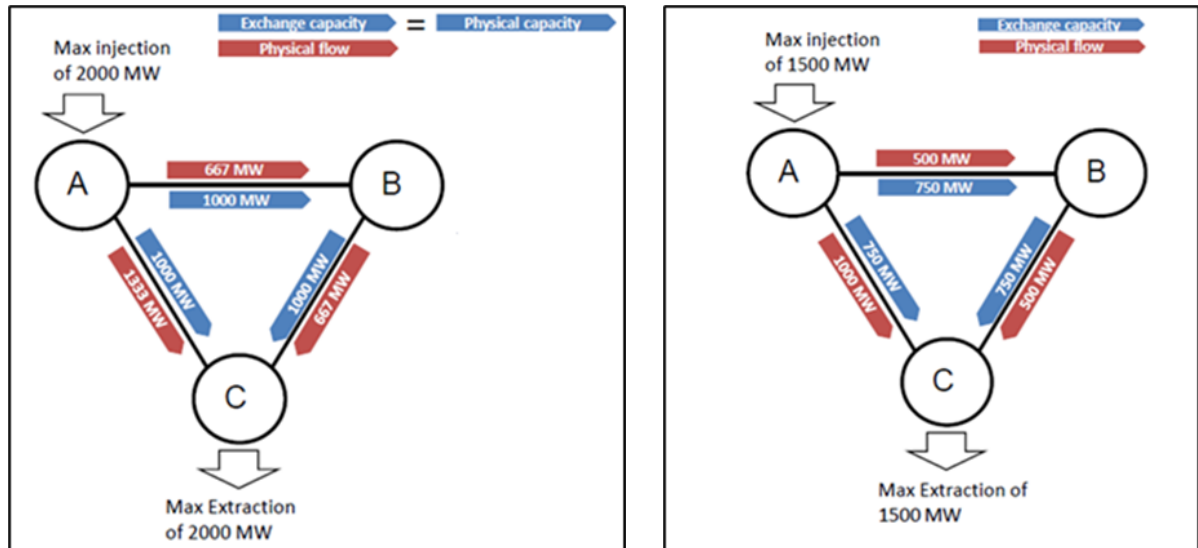 Exchange capacity = Physical capacity
Physical flow
Max injection
of 2000 MW
A
667 MW
1000 MW
B
1000 MW
1333 MW
1000 MW
667 MW
C
Max Extraction
of 2000 MW
Exchange capacity
Physical flow
Max injection
of 1500 MW
A
500 MW
750 MW
B
750 MW
1000 MW
750 MW
500 MW
C
Max Extraction of
1500 MW